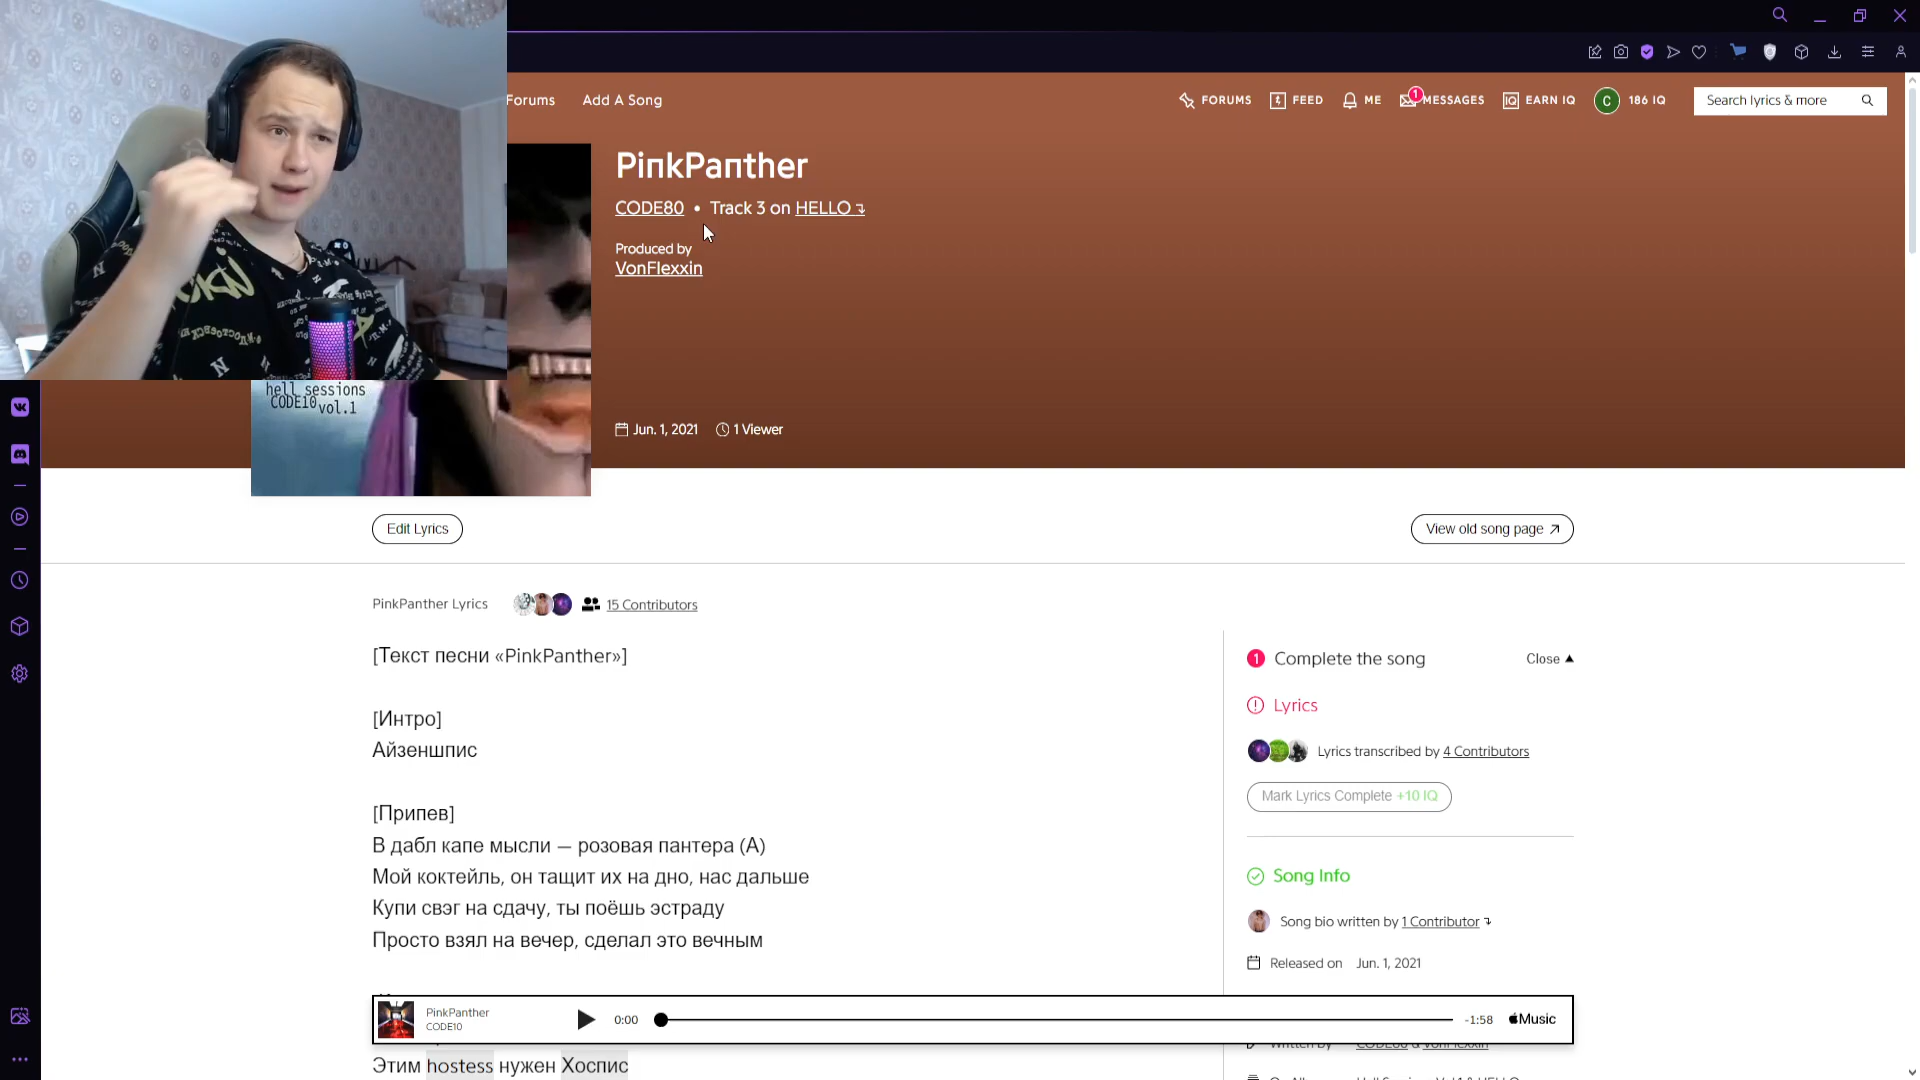 Forums
Add A Song
FORUMS
FEED
ME
1
MESSAGES
EARN IQ
C
186 IQ
Search lyrics & more
PinkPanther
CODE80 • Track 3 on HELLO
Produced by
VonFlexxin
hell sessions
CODE10 vol.1
Jun. 1, 2021
1 Viewer
Edit Lyrics
View old song page
PinkPanther Lyrics
15 Contributors
[Текст песни «PinkPanther»]
[Интро]
Айзеншпис
[Припев]
В дабл капе мысли — розовая пантера (А)
Мой коктейль, он тащит их на дно, нас дальше
Купи свэг на сдачу, ты поёшь эстраду
Просто взял на вечер, сделал это вечным
Этим hostess нужен Хоспис
1 Complete the song
Close
Lyrics
Lyrics transcribed by 4 Contributors
Mark Lyrics Complete +10 IQ
Song Info
Song bio written by 1 Contributor
Released on Jun. 1, 2021
PinkPanther
CODE10
0:00
-1:58
Music